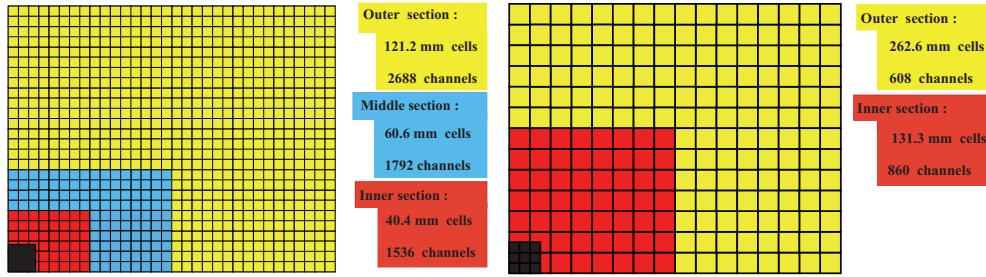 Outer section :
121.2 mm cells
2688 channels
Middle section :
60.6 mm cells
1792 channels
Inner section :
40.4 mm cells
1536 channels
Outer section :
262.6 mm cells
608 channels
Inner section :
131.3 mm cells
860 channels